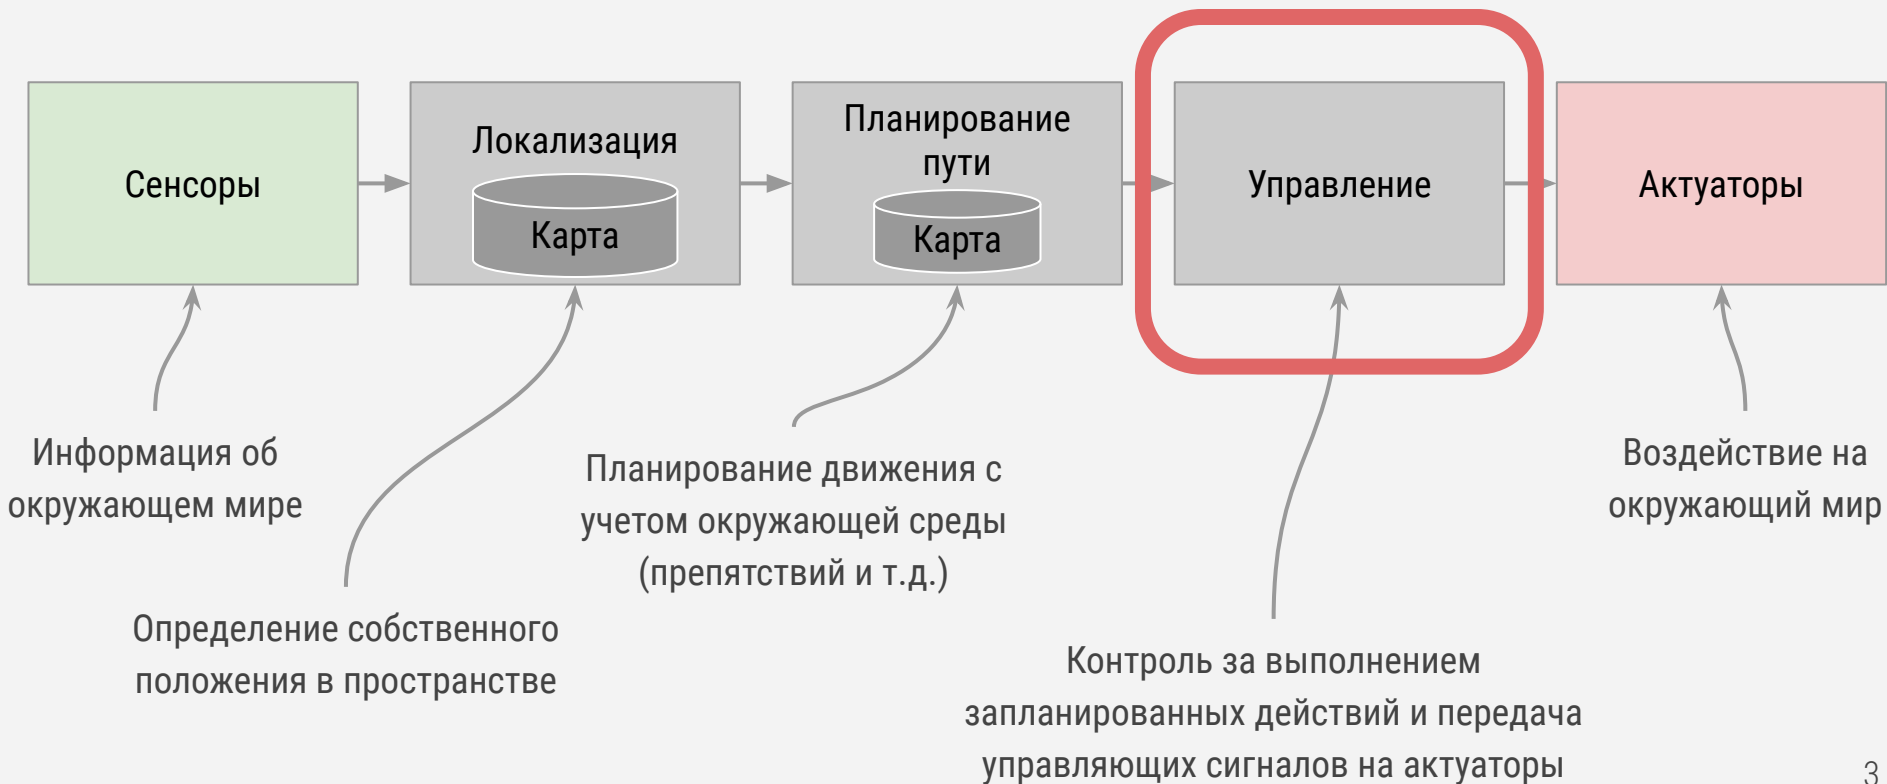 Сенсоры
Локализация
Карта
Планирование
пути
Карта
Управление
Актуаторы
Информация об
окружающем мире
Определение собственного
положения в пространстве
Планирование движения с
учетом окружающей среды
(препятствий и т.д.)
Контроль за выполнением
запланированных действий и передача
управляющих сигналов на актуаторы
Воздействие на
окружающий мир
3